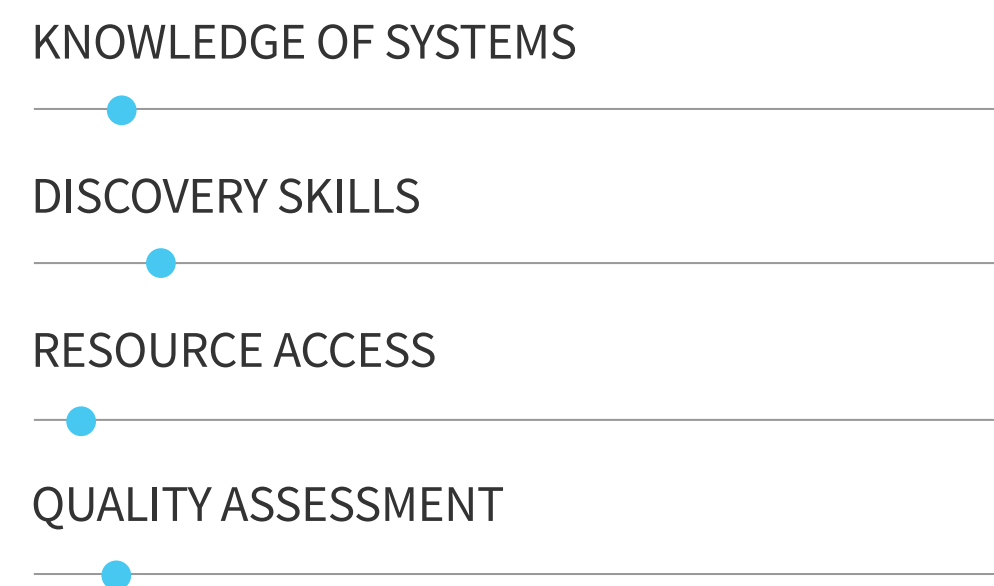 KNOWLEDGE OF SYSTEMS
DISCOVERY SKILLS
RESOURCE ACCESS
QUALITY ASSESSMENT